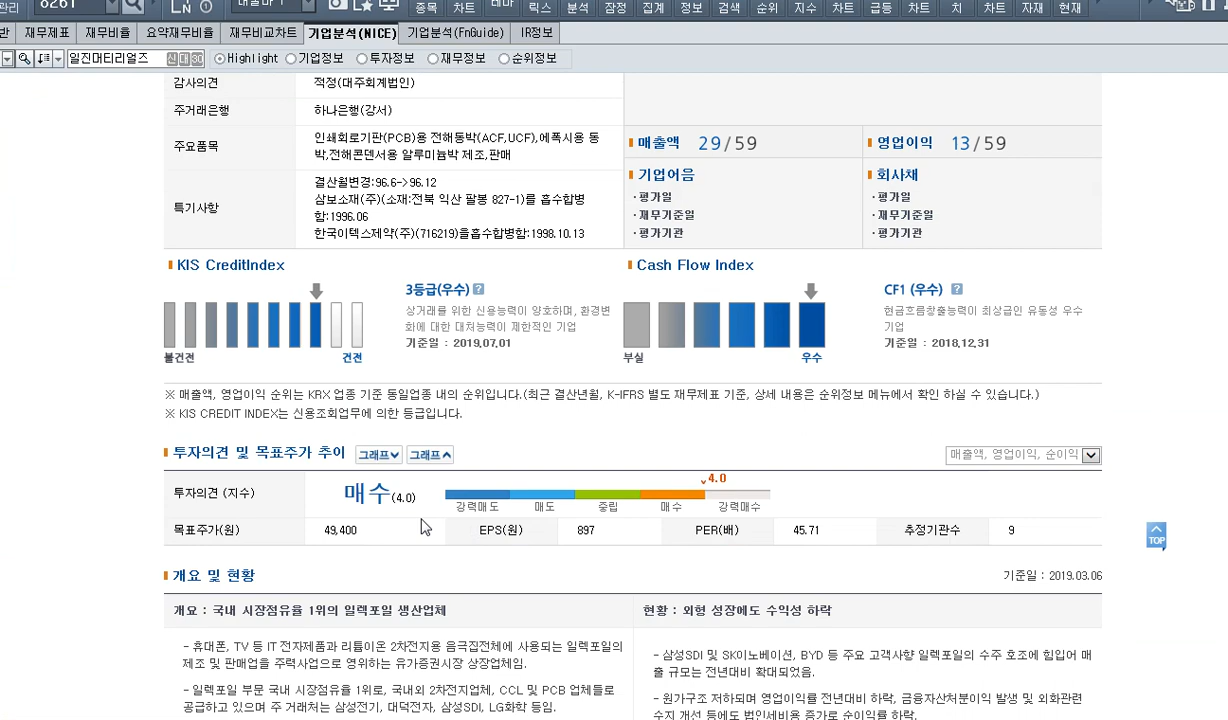 관리 8261 LN 대출마
종목 차트 테마 릭스 분석 잠정 집계 정보 검색 순위 지수 차트 급등 차트 치 차트 자재 현재
반 재무제표 재무비율 요약재무비율 재무비교차트 기업분석(NICE) 기업분석(FnGuide) IR정보
일진머티리얼즈 신 대 30 Highlight 기업정보 투자정보 재무정보 순위정보
감사의견 적정(대주회계법인)
주거래은행 하나은행(강서)
주요품목 인쇄회로기판(PCB)용 전해동박(ACF,UCF),에폭시용 동
박,전해콘덴서용 알루미늄박 제조,판매
특기사항 결산월변경:96.6->96.12
삼보소재(주)(소재:전북 익산 팔봉 827-1)를 흡수합병
함:1996.06
한국이텍스제약(주)(716219)을흡수합병함:1998.10.13
매출액 29/59 영업이익 13/59
기업어음 회사채
·평가일 ·평가일
·재무기준일 ·재무기준일
·평가기관 ·평가기관
KIS CreditIndex
불건전 건전
3등급(우수) ?
상거래를 위한 신용능력이 양호하며, 환경변
화에 대한 대처능력이 제한적인 기업
기준일 : 2019.07.01
Cash Flow Index
부실 우수
CF1 (우수) ?
현금흐름창출능력이 최상급인 유동성 우수
기업
기준일 : 2018.12.31
※ 매출액, 영업이익 순위는 KRX 업종 기준 동일업종 내의 순위입니다.(최근 결산년월, K-IFRS 별도 재무제표 기준, 상세 내용은 순위정보 메뉴에서 확인 하실 수 있습니다.)
※ KIS CREDIT INDEX는 신용조회업무에 의한 등급입니다.
투자의견 및 목표주가 추이 그래프∨ 그래프∧ 매출액, 영업이익, 순이익
투자의견 (지수) 매수(4.0) 4.0
강력매도 매도 중립 매수 강력매수
목표주가(원) 49,400 EPS(원) 897 PER(배) 45.71 추정기관수 9
TOP
개요 및 현황 기준일 : 2019.03.06
개요 : 국내 시장점유율 1위의 일렉포일 생산업체
- 휴대폰, TV 등 IT 전자제품과 리튬이온 2차전지용 음극집전체에 사용되는 일렉포일의
제조 및 판매업을 주력사업으로 영위하는 유가증권시장 상장업체임.
- 일렉포일 부문 국내 시장점유율 1위로, 국내외 2차전지업체, CCL 및 PCB 업체들로
공급하고 있으며 주 거래처는 삼성전기, 대덕전자, 삼성SDI, LG화학 등임.
현황 : 외형 성장에도 수익성 하락
- 삼성SDI 및 SK이노베이션, BYD 등 주요 고객사향 일렉포일의 수주 호조에 힘입어 매
출 규모는 전년대비 확대되었음.
- 원가구조 저하되며 영업이익률 전년대비 하락, 금융자산처분이익 발생 및 외화관련
수지 개선 등에도 법인세비용 증가로 순이익률 하락.